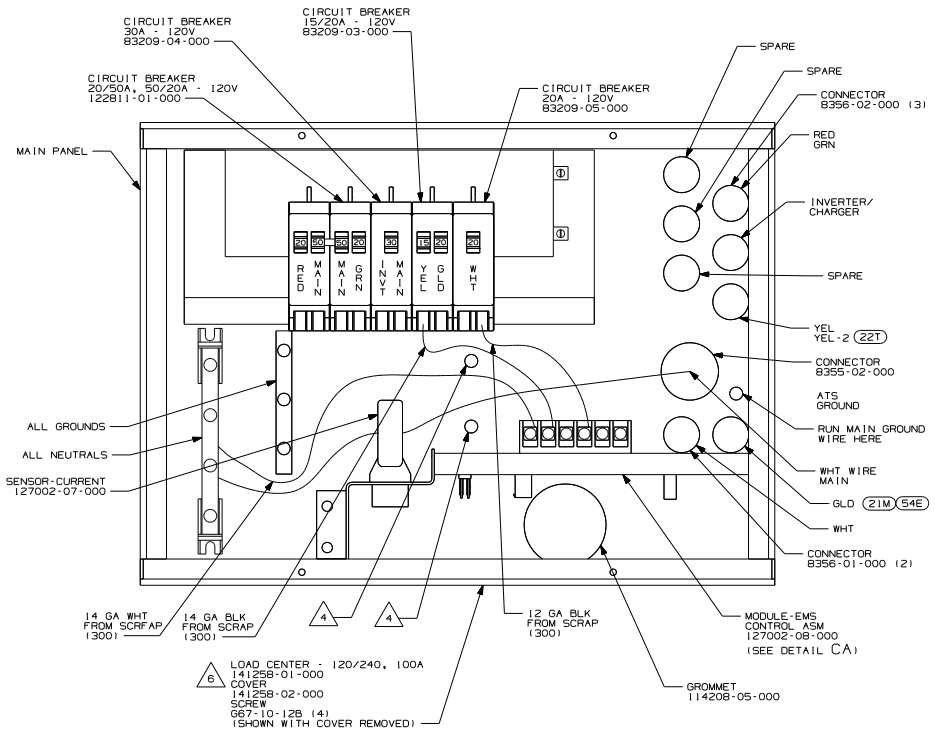 CIRCUIT BREAKER
30A - 120V
83209-04-000
CIRCUIT BREAKER
15/20A - 120V
83209-03-000
CIRCUIT BREAKER
20/50A, 50/20A - 120V
122811-01-000
CIRCUIT BREAKER
20A - 120V
83209-05-000
SPARE
SPARE
CONNECTOR
8356-02-000 (3)
RED
GRN
MAIN PANEL
INVERTER/
CHARGER
SPARE
20
50
50
20
30
15
20
20
RED
MAIN
MAIN
GRN
INVT
MAIN
YEL
GLD
WHT
YEL
YEL-2 22T
CONNECTOR
8355-02-000
ATS
GROUND
RUN MAIN GROUND
WIRE HERE
ALL GROUNDS
ALL NEUTRALS
SENSOR-CURRENT
127002-07-000
WHT WIRE
MAIN
GLD 21M 54E
WHT
CONNECTOR
8356-01-000 (2)
14 GA WHT
FROM SCRFAP
(300)
14 GA BLK
FROM SCRAP
(300)
4
4
12 GA BLK
FROM SCRAP
(300)
MODULE-EMS
CONTROL ASM
127002-08-000
(SEE DETAIL CA)
6
LOAD CENTER - 120/240, 100A
141258-01-000
COVER
141258-02-000
SCREW
G67-10-12B (4)
(SHOWN WITH COVER REMOVED)
GROMMET
114208-05-000